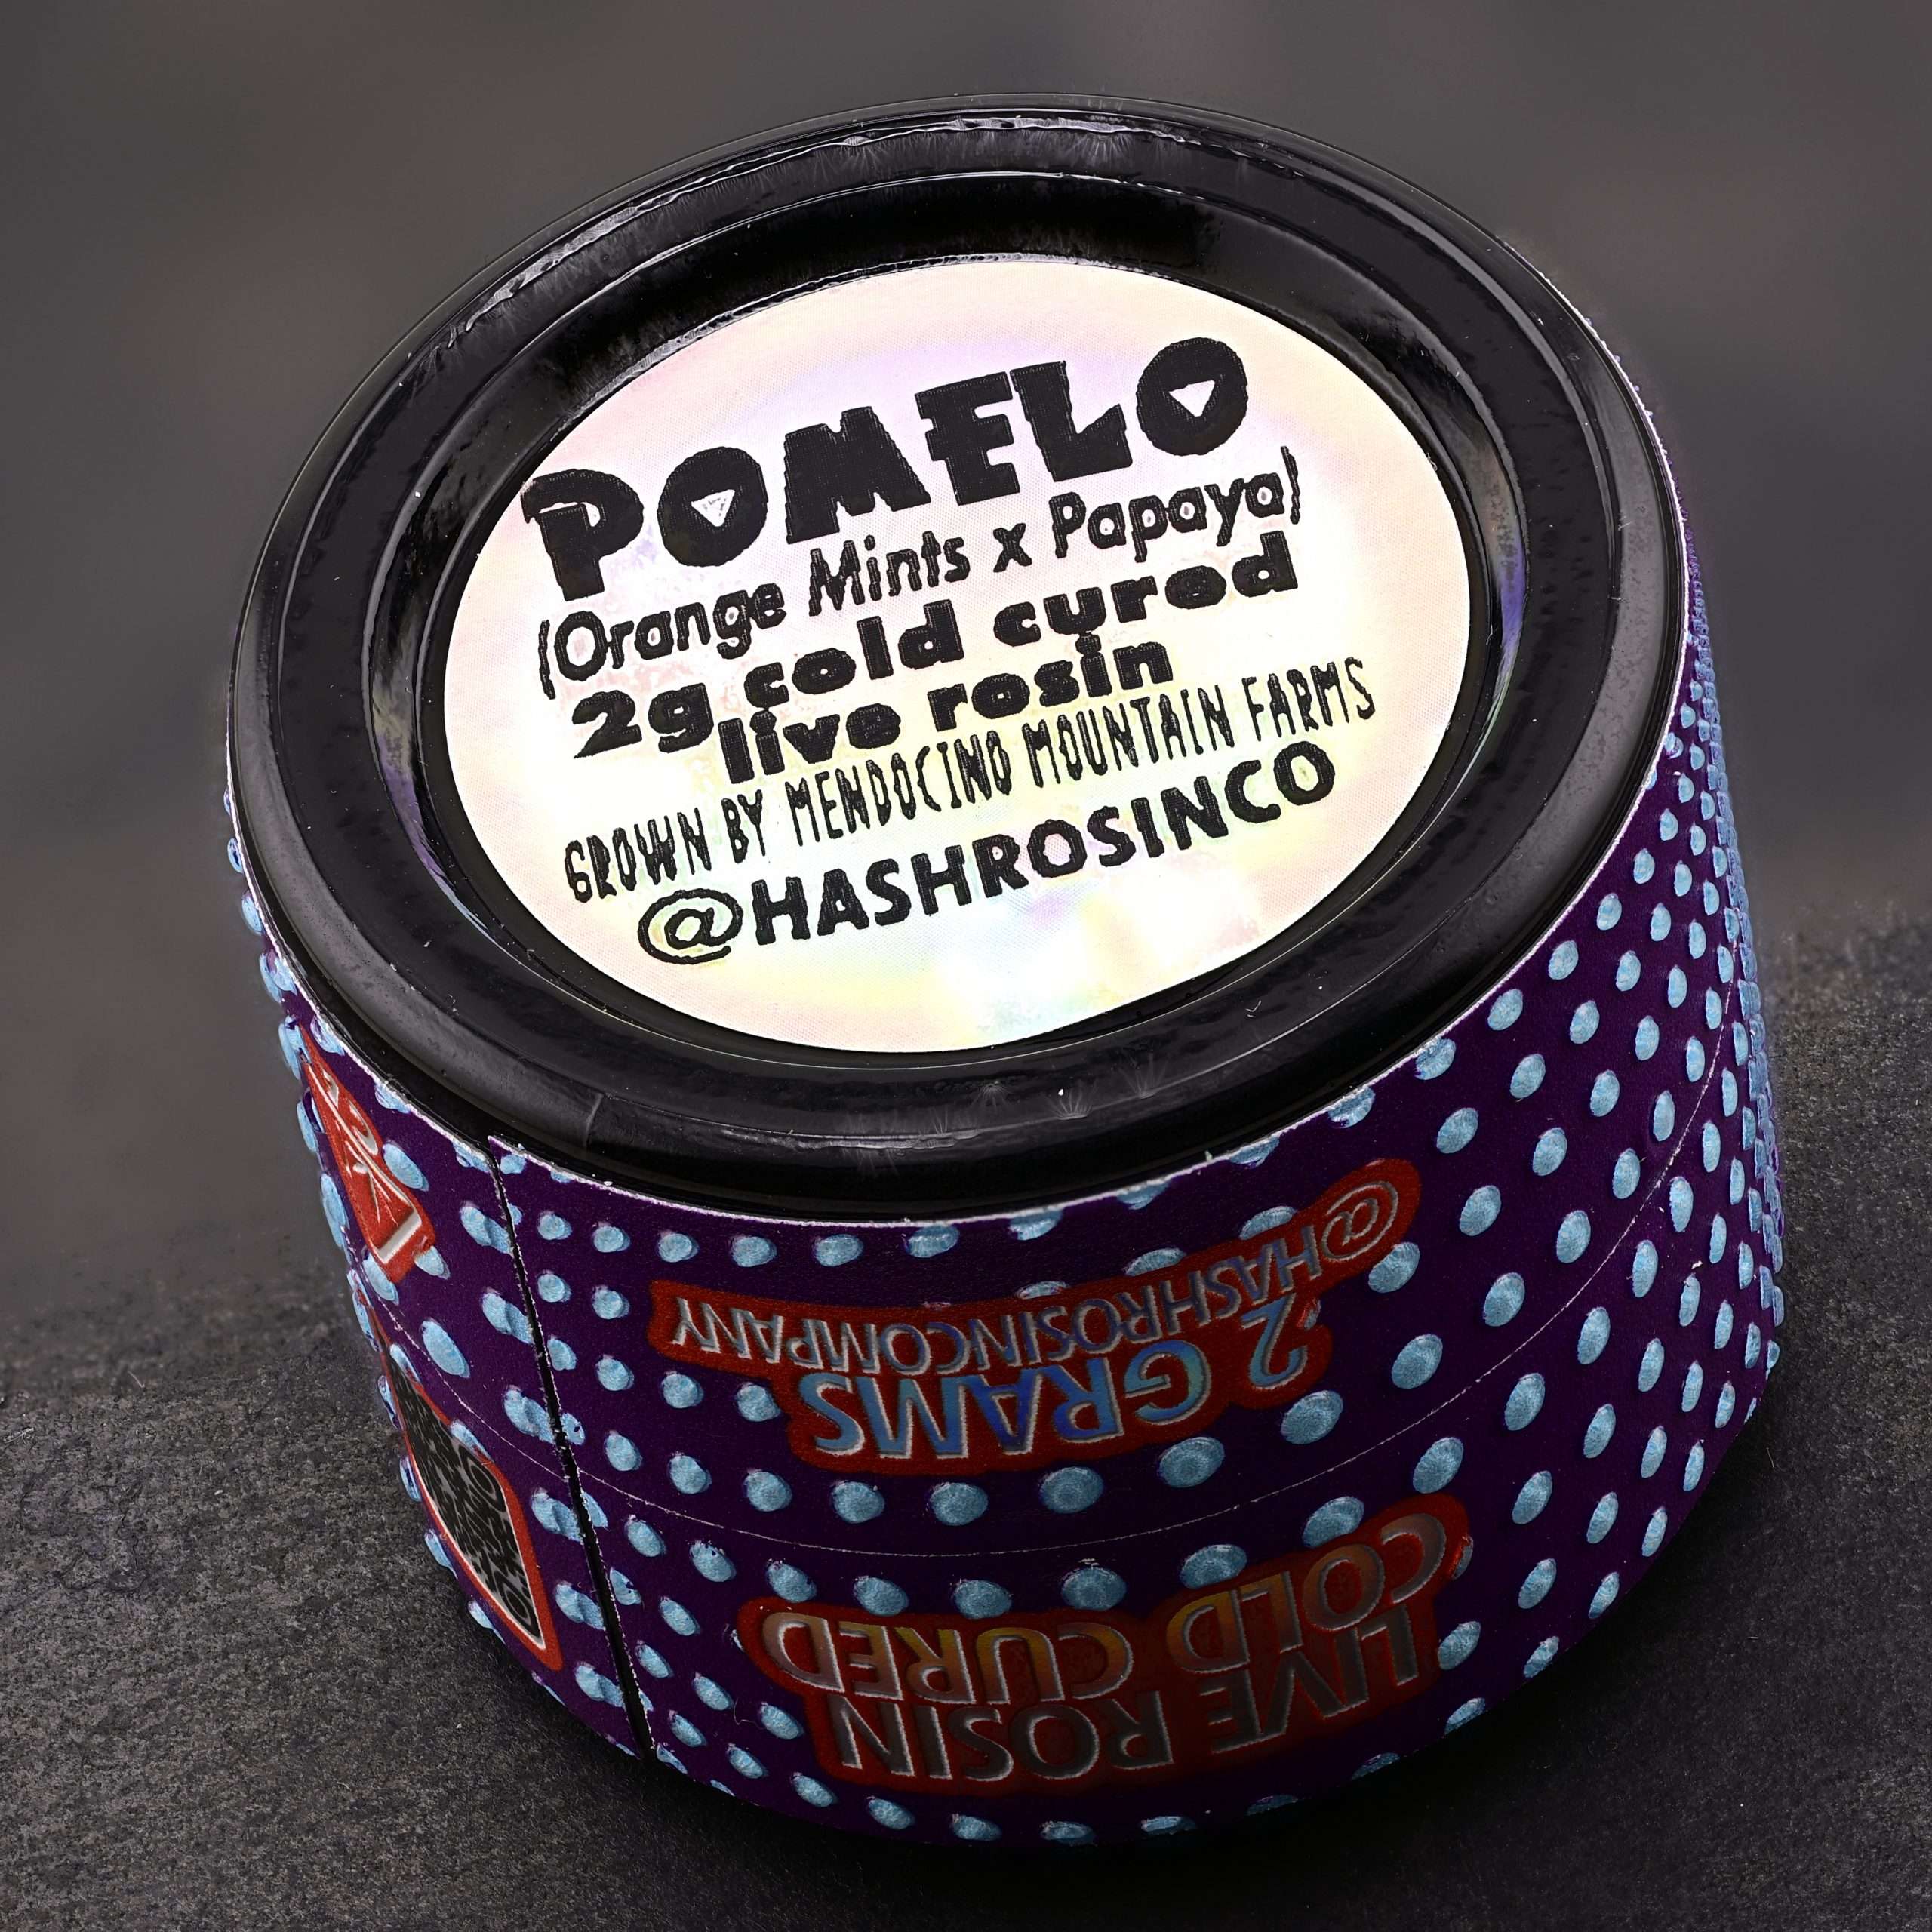 POMELO
(Orange Mints x Papaya)
2g cold cured
live rosin
GROWN BY MENDOCINO MOUNTAIN FARMS
@HASHROSINCO
LIVE ROSIN
COLD CURED
2 GRAMS
@HASHROSINCOMPANY